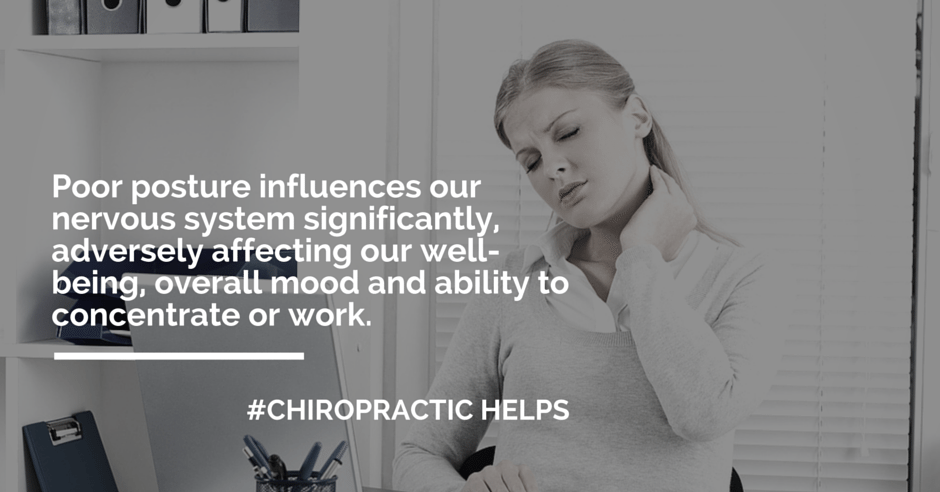 Poor posture influences our
nervous system significantly,
adversely affecting our well-
being, overall mood and ability to
concentrate or work.
#CHIROPRACTIC HELPS